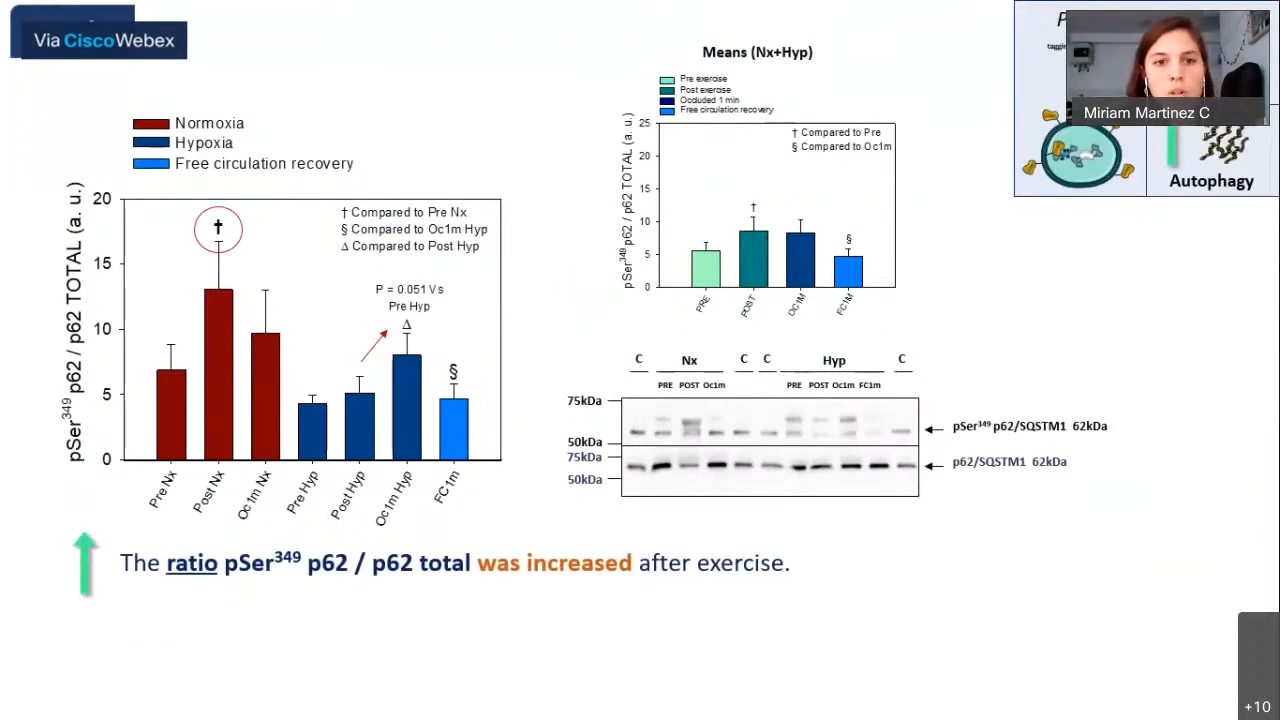 Via CiscoWebex
Normoxia
Hypoxia
Free circulation recovery
pSer349 p62 / p62 TOTAL (a. u.)
20
15
10
5
0
† Compared to Pre Nx
§ Compared to Oc1m Hyp
Δ Compared to Post Hyp
†
P = 0.051 Vs
Pre Hyp
Δ
§
Pre Nx
Post Nx
Oc1m Nx
Pre Hyp
Post Hyp
Oc1m Hyp
FC1m
Means (Nx+Hyp)
Pre exercise
Post exercise
Occluded 1 min
Free circulation recovery
pSer349 p62 / p62 TOTAL (a. u.)
25
20
15
10
5
0
† Compared to Pre
§ Compared to Oc1m
†
§
PRE
POST
OC1M
FC1M
C Nx C C Hyp C
PRE POST Oc1m PRE POST Oc1m FC1m
75kDa
50kDa
75kDa
50kDa
pSer349 p62/SQSTM1 62kDa
p62/SQSTM1 62kDa
P
Miriam Martinez C
Autophagy
The ratio pSer349 p62 / p62 total was increased after exercise.
+10